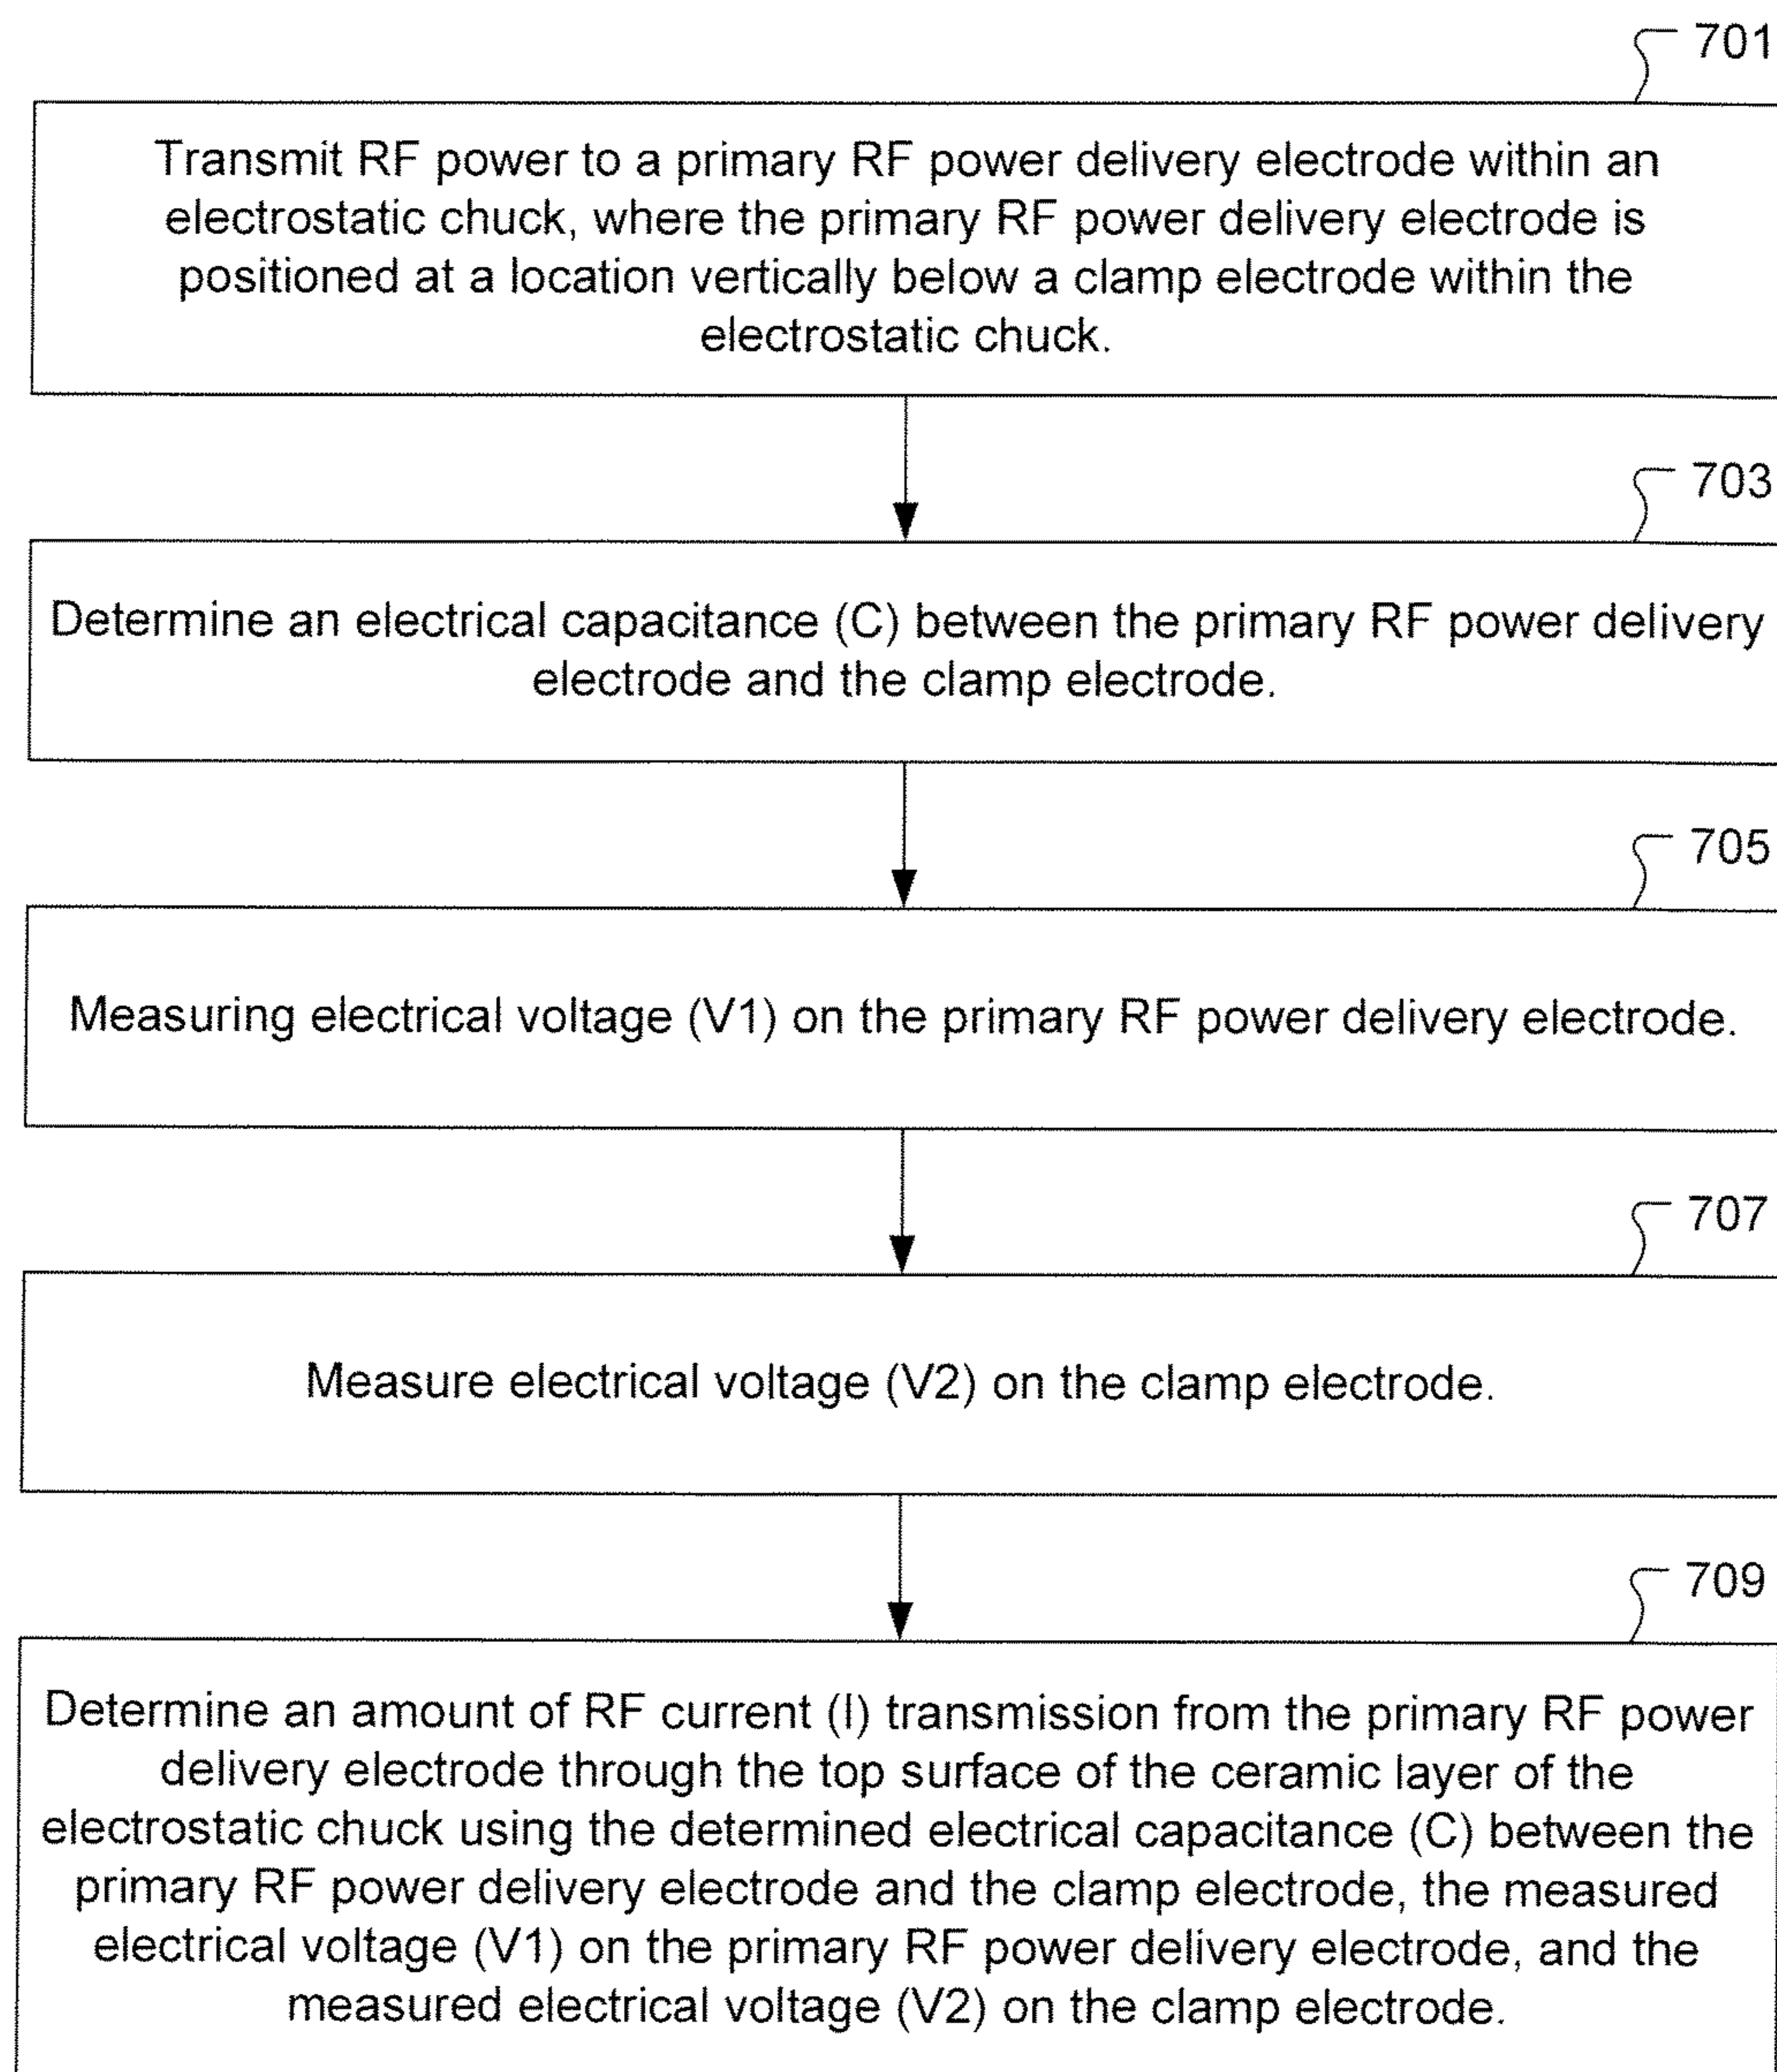 701
Transmit RF power to a primary RF power delivery electrode within an
electrostatic chuck, where the primary RF power delivery electrode is
positioned at a location vertically below a clamp electrode within the
electrostatic chuck.
703
Determine an electrical capacitance (C) between the primary RF power delivery
electrode and the clamp electrode.
705
Measuring electrical voltage (V1) on the primary RF power delivery electrode.
707
Measure electrical voltage (V2) on the clamp electrode.
709
Determine an amount of RF current (I) transmission from the primary RF power
delivery electrode through the top surface of the ceramic layer of the
electrostatic chuck using the determined electrical capacitance (C) between the
primary RF power delivery electrode and the clamp electrode, the measured
electrical voltage (V1) on the primary RF power delivery electrode, and the
measured electrical voltage (V2) on the clamp electrode.